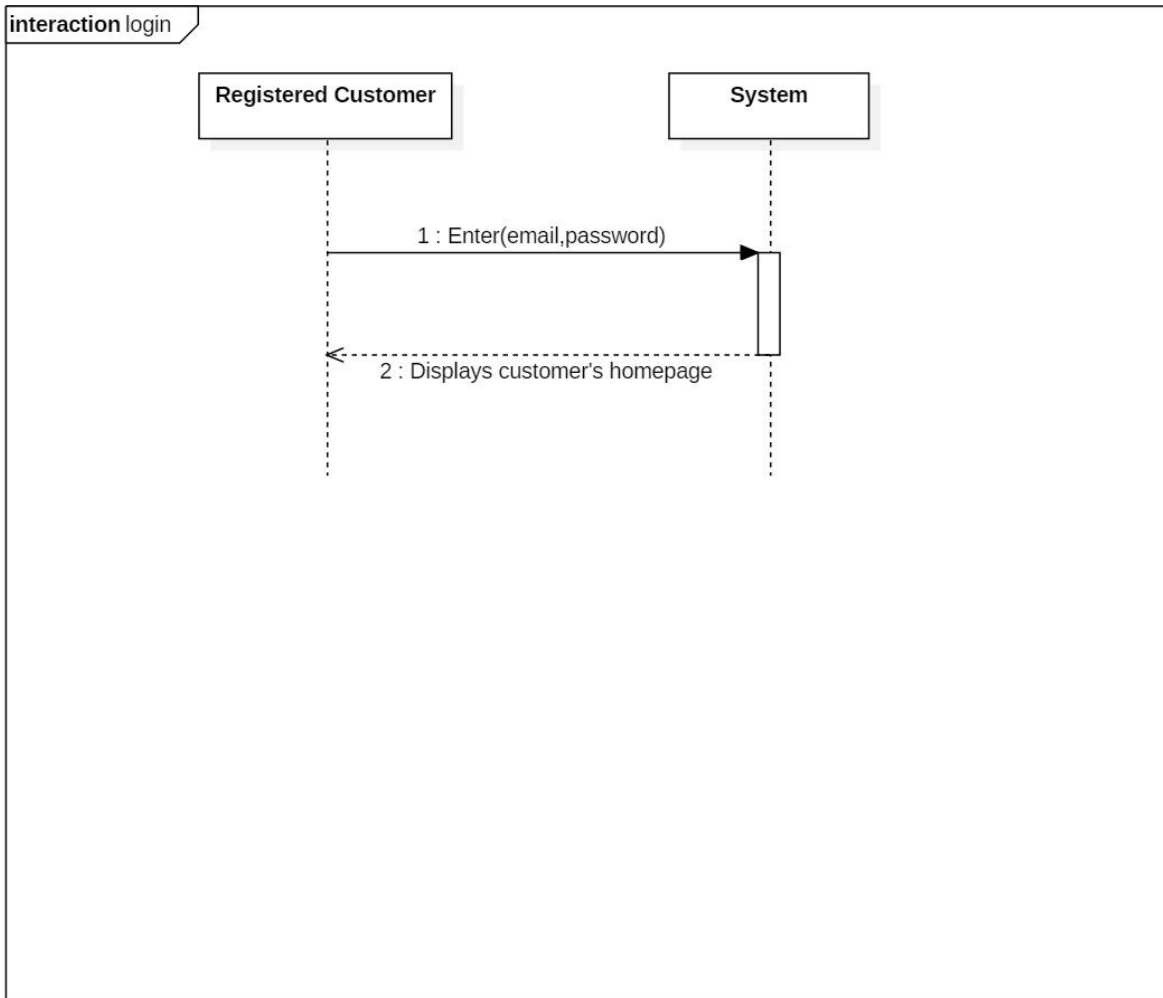 interaction login
Registered Customer
System
1 : Enter(email,password)
2 : Displays customer's homepage